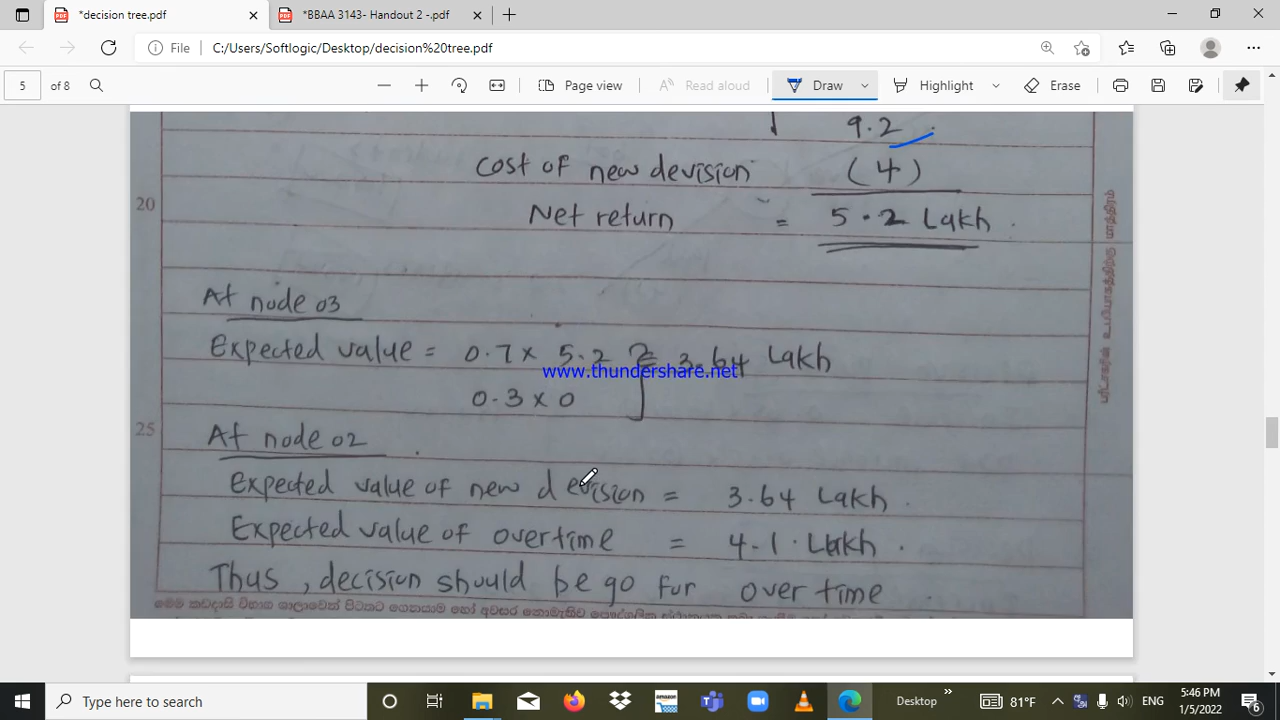 *decision tree.pdf
*BBAA 3143- Handout 2 -.pdf
File
C:/Users/Softlogic/Desktop/decision%20tree.pdf
5 of 8
Page view
Read aloud
Draw
Highlight
Erase
9.2
Cost of new devision (4)
20
Net return = 5.2 Lakh
At node 03
Expected value = 0.7 x 5.2 = 3.64 Lakh
www.thundershare.net
0.3 x 0
25
At node 02
Expected value of new devision = 3.64 Lakh.
Expected value of overtime = 4.1 Lakh.
Thus, decision should be go for over time
Type here to search
Desktop
81°F
ENG
5:46 PM
1/5/2022
6